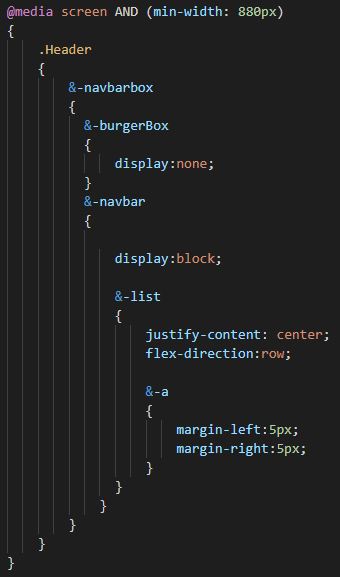 @media screen AND (min-width: 880px)
{
.Header
{
&-navbarbox
{
&-burgerBox
{
display:none;
}
&-navbar
{
display:block;
&-list
{
justify-content: center;
flex-direction:row;
&-a
{
margin-left:5px;
margin-right:5px;
}
}
}
}
}
}